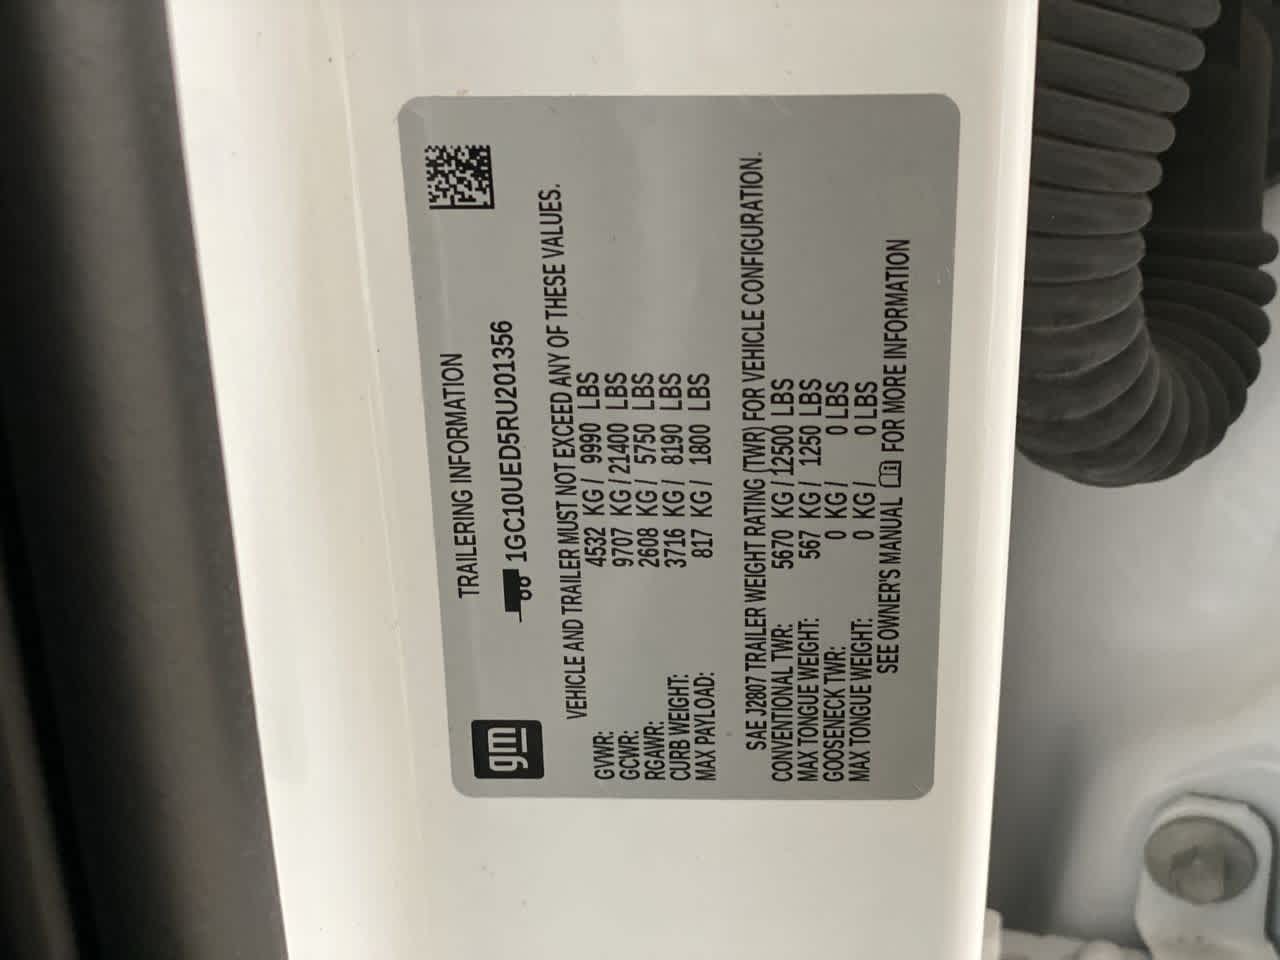 TRAILERING INFORMATION
gm
1GC10UED5RU201356
VEHICLE AND TRAILER MUST NOT EXCEED ANY OF THESE VALUES.
GVWR: 4532 KG / 9990 LBS
GCWR: 9707 KG / 21400 LBS
RGAWR: 2608 KG / 5750 LBS
CURB WEIGHT: 3716 KG / 8190 LBS
MAX PAYLOAD: 817 KG / 1800 LBS
SAE J2807 TRAILER WEIGHT RATING (TWR) FOR VEHICLE CONFIGURATION.
CONVENTIONAL TWR: 5670 KG / 12500 LBS
MAX TONGUE WEIGHT: 567 KG / 1250 LBS
GOOSENECK TWR: 0 KG / 0 LBS
MAX TONGUE WEIGHT: 0 KG / 0 LBS
SEE OWNER'S MANUAL FOR MORE INFORMATION